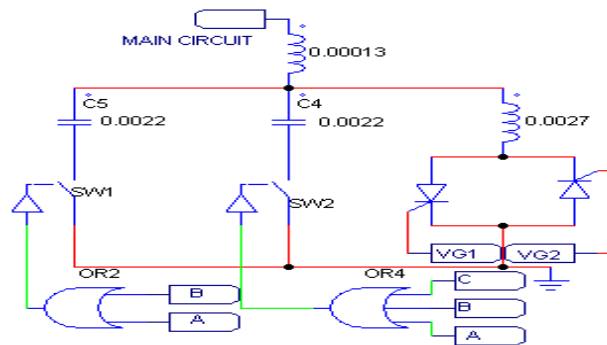 MAIN CIRCUIT
0.00013
C5
0.0022
C4
0.0022
0.0027
SW1
SW2
VG1
VG2
OR2
B
A
OR4
C
B
A